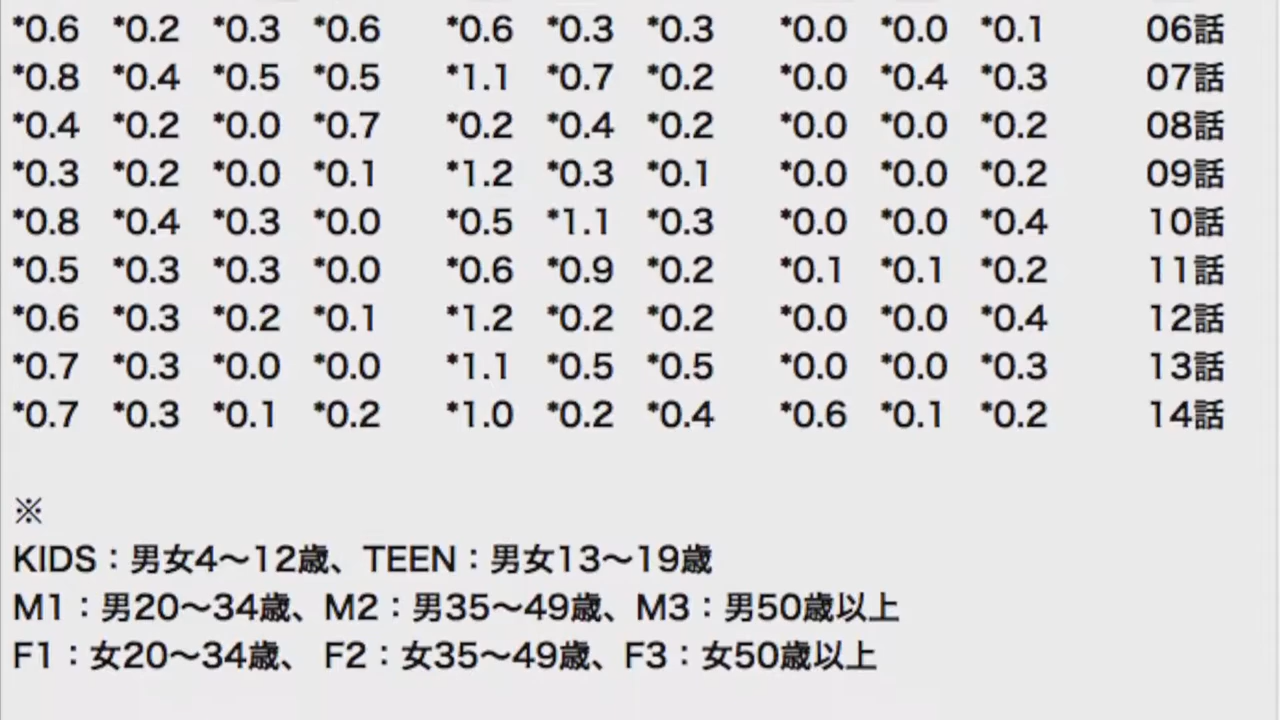 *0.6 *0.2 *0.3 *0.6 *0.6 *0.3 *0.3 *0.0 *0.0 *0.1 06話
*0.8 *0.4 *0.5 *0.5 *1.1 *0.7 *0.2 *0.0 *0.4 *0.3 07話
*0.4 *0.2 *0.0 *0.7 *0.2 *0.4 *0.2 *0.0 *0.0 *0.2 08話
*0.3 *0.2 *0.0 *0.1 *1.2 *0.3 *0.1 *0.0 *0.0 *0.2 09話
*0.8 *0.4 *0.3 *0.0 *0.5 *1.1 *0.3 *0.0 *0.0 *0.4 10話
*0.5 *0.3 *0.3 *0.0 *0.6 *0.9 *0.2 *0.1 *0.1 *0.2 11話
*0.6 *0.3 *0.2 *0.1 *1.2 *0.2 *0.2 *0.0 *0.0 *0.4 12話
*0.7 *0.3 *0.0 *0.0 *1.1 *0.5 *0.5 *0.0 *0.0 *0.3 13話
*0.7 *0.3 *0.1 *0.2 *1.0 *0.2 *0.4 *0.6 *0.1 *0.2 14話
※
KIDS：男女4〜12歳、TEEN：男女13〜19歳
M1：男20〜34歳、M2：男35〜49歳、M3：男50歳以上
F1：女20〜34歳、 F2：女35〜49歳、F3：女50歳以上